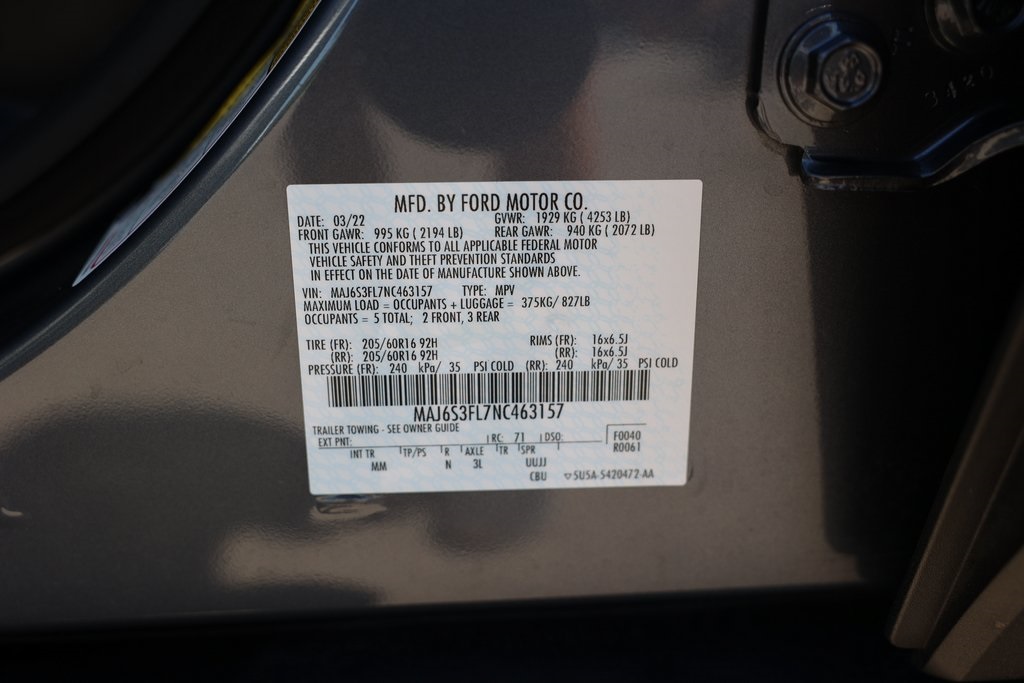 MFD. BY FORD MOTOR CO.
DATE: 03/22 GVWR: 1929 KG ( 4253 LB)
FRONT GAWR: 995 KG ( 2194 LB) REAR GAWR: 940 KG ( 2072 LB)
THIS VEHICLE CONFORMS TO ALL APPLICABLE FEDERAL MOTOR
VEHICLE SAFETY AND THEFT PREVENTION STANDARDS
IN EFFECT ON THE DATE OF MANUFACTURE SHOWN ABOVE.
VIN: MAJ6S3FL7NC463157 TYPE: MPV
MAXIMUM LOAD = OCCUPANTS + LUGGAGE = 375KG/ 827LB
OCCUPANTS = 5 TOTAL; 2 FRONT, 3 REAR
TIRE (FR): 205/60R16 92H RIMS (FR): 16x6.5J
(RR): 205/60R16 92H (RR): 16x6.5J
PRESSURE (FR): 240 kPa/ 35 PSI COLD (RR): 240 kPa/ 35 PSI COLD
MAJ6S3FL7NC463157
TRAILER TOWING - SEE OWNER GUIDE
EXT PNT: RC: 71 DSO: F0040
INT TR TP/PS R AXLE TR SPR R0061
MM N 3L UUJJ
CBU 5U5A-S420472-AA
3420